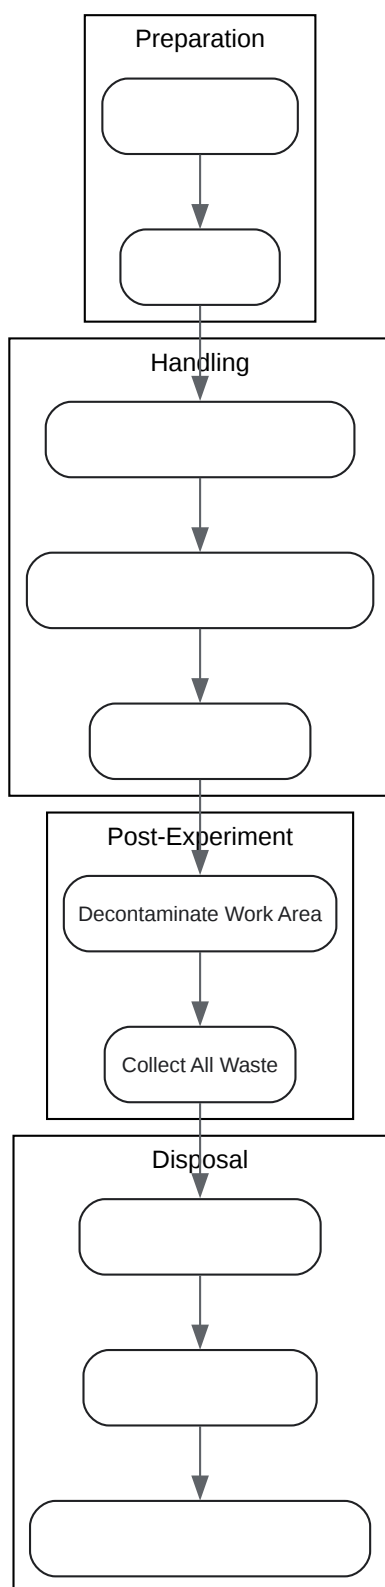 Preparation
Handling
Post-Experiment
Decontaminate Work Area
Collect All Waste
Disposal